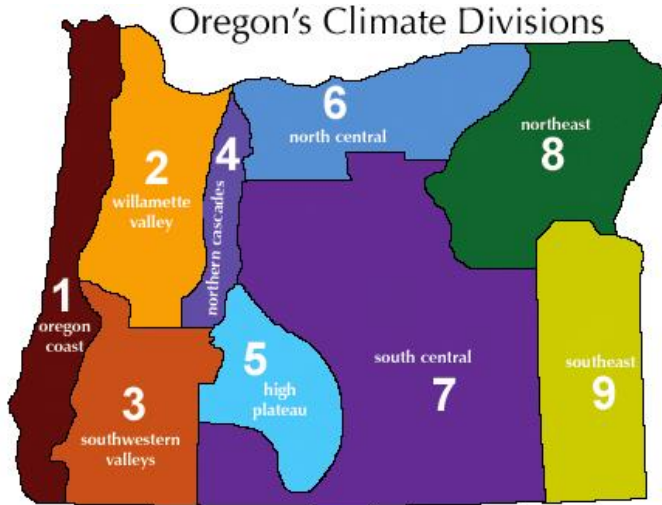 Oregon's Climate Divisions
1
oregon
coast
2
willamette
valley
3
southwestern
valleys
4
northern cascades
5
high
plateau
6
north central
south central
7
northeast
8
southeast
9